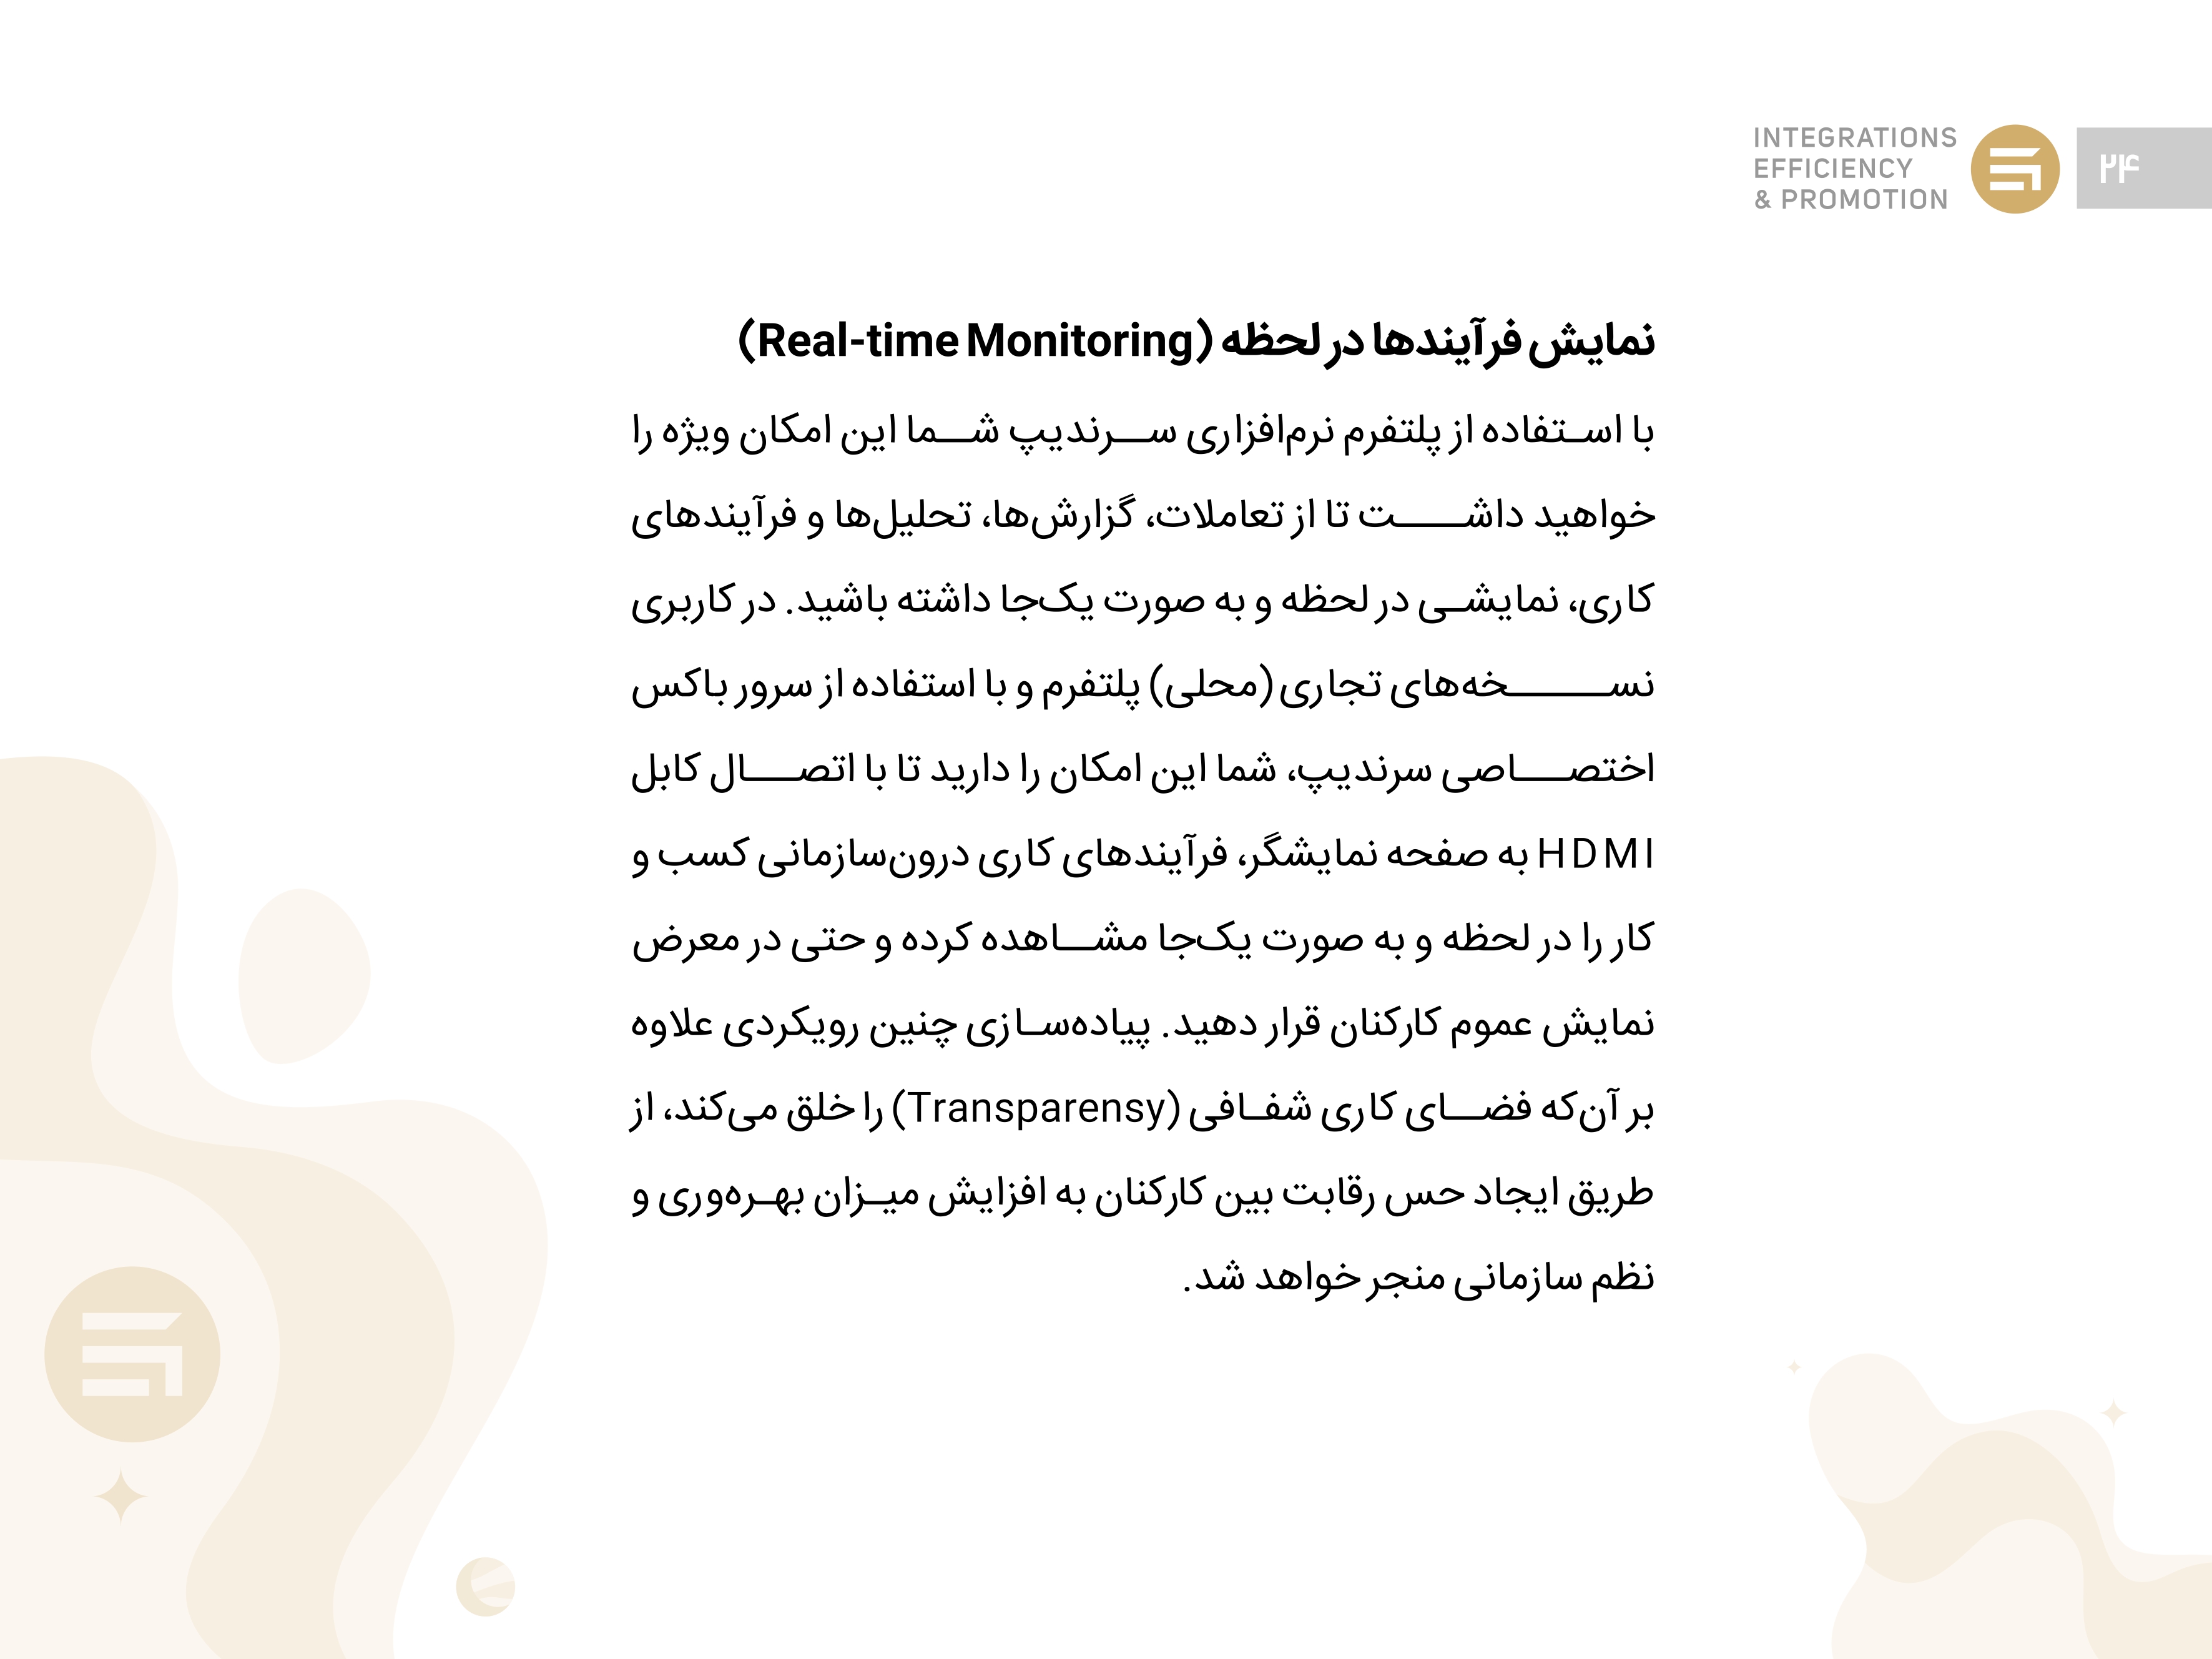 INTEGRATIONS
EFFICIENCY
& PROMOTION
۲۴
نمایش فرآیندها در لحظه (Real-time Monitoring)
با استفاده از پلتفرم نرم‌افزاری سرندیپ شما این امکان ویژه را
خواهید داشت تا از تعاملات، گزارش‌ها، تحلیل‌ها و فرآیندهای
کاری، نمایشی در لحظه و به صورت یک‌جا داشته باشید. در کاربری
نسخه‌های تجاری (محلی) پلتفرم و با استفاده از سرور باکس
اختصاصی سرندیپ، شما این امکان را دارید تا با اتصال کابل
HDMI به صفحه نمایشگر، فرآیندهای کاری درون‌سازمانی کسب و
کار را در لحظه و به صورت یک‌جا مشاهده کرده و حتی در معرض
نمایش عموم کارکنان قرار دهید. پیاده‌سازی چنین رویکردی علاوه
بر آن‌که فضای کاری شفافی (Transparensy) را خلق می‌کند، از
طریق ایجاد حس رقابت بین کارکنان به افزایش میزان بهره‌وری و
نظم سازمانی منجر خواهد شد.